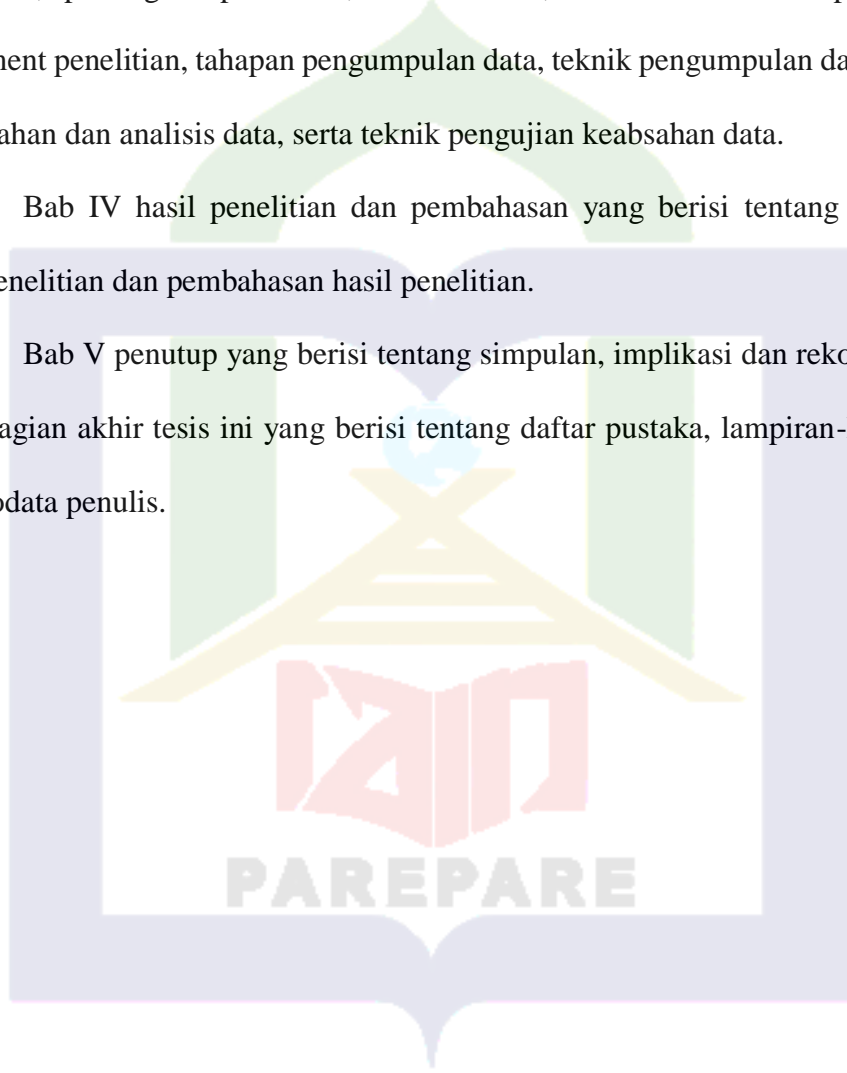 ment penelitian, tahapan pengumpulan data, teknik pengumpulan da
ahan dan analisis data, serta teknik pengujian keabsahan data.
Bab IV hasil penelitian dan pembahasan yang berisi tentang
enelitian dan pembahasan hasil penelitian.
Bab V penutup yang berisi tentang simpulan, implikasi dan reko
agian akhir tesis ini yang berisi tentang daftar pustaka, lampiran-
odata penulis.
iain
PAREPARE